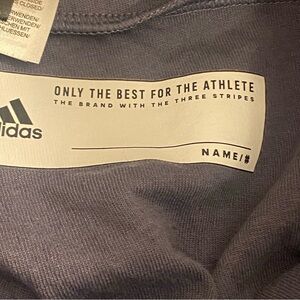 ONLY THE BEST FOR THE ATHLETE
THE BRAND WITH THE THREE STRIPES
adidas
NAME/#